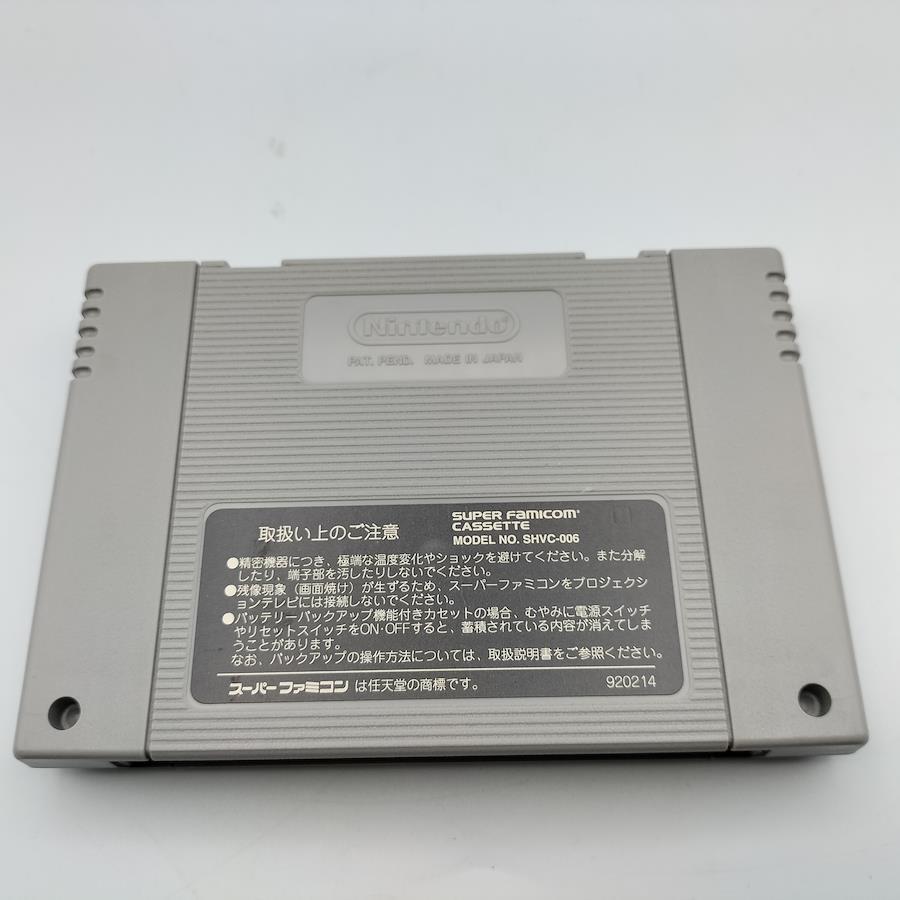 Nintendo®
PAT. PEND. MADE IN JAPAN
取扱い上のご注意
SUPER FAMICOM®
CASSETTE
MODEL NO. SHVC-006
●精密機器につき、極端な温度変化やショックを避けてください。また分解
したり、端子部を汚したりしないでください。
●残像現象（画面焼け）が生ずるため、スーパーファミコンをプロジェクシ
ョンテレビには接続しないでください。
●バッテリーバックアップ機能付きカセットの場合、むやみに電源スイッチ
やリセットスイッチをON・OFFすると、蓄積されている内容が消えてしま
うことがあります。
なお、バックアップの操作方法については、取扱説明書をご参照ください。
スーパーファミコン は任天堂の商標です。
920214